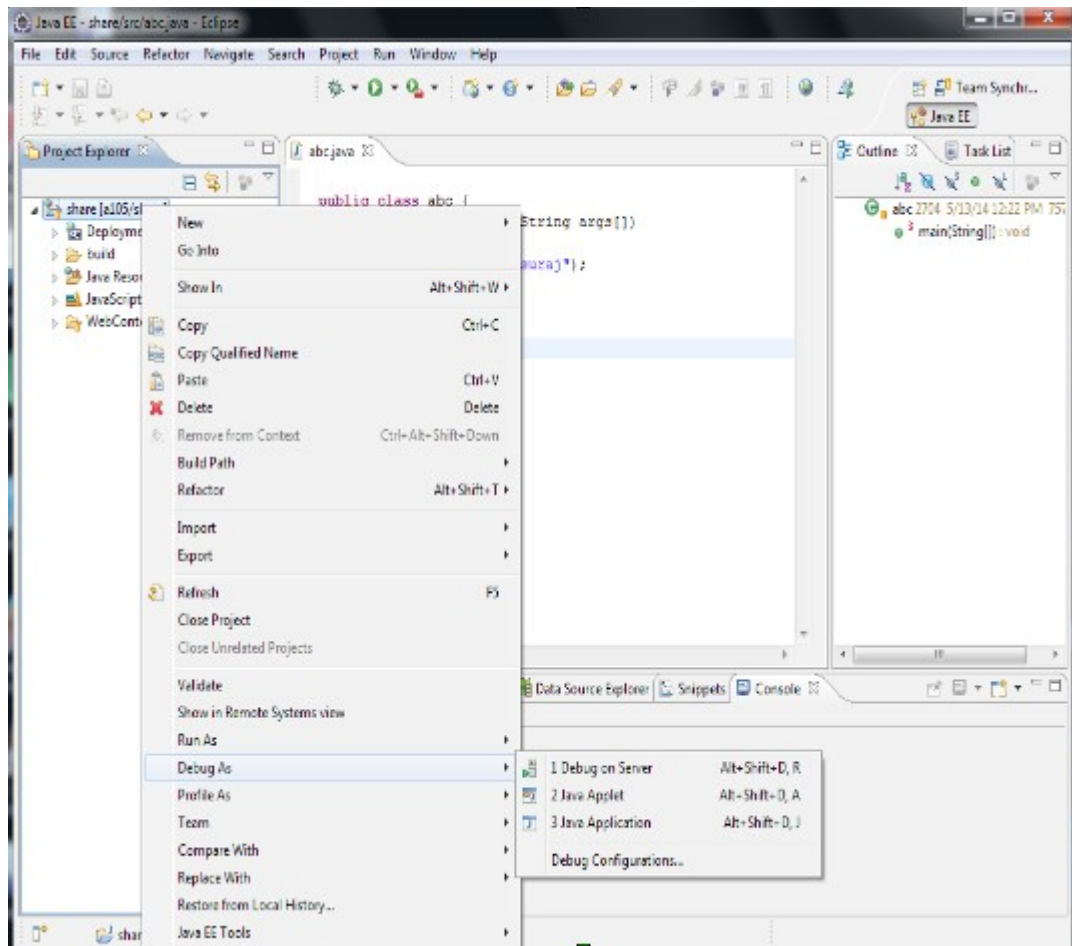 Java EE - share/src/abc.java - Eclipse
File Edit Source Refactor Navigate Search Project Run Window Help
Team Synchr...
Java EE
Project Explorer
abc.java
Outline
Task List
share [a105/s
Deployme
build
Java Resou
JavaScript
WebConte
public class abc {
String args[])
auraj");
abc 2704 5/13/14 12:22 PM 757
main(String[]) : void
New
Go Into
Show In Alt+Shift+W
Copy Ctrl+C
Copy Qualified Name
Paste Ctrl+V
Delete Delete
Remove from Context Ctrl+Alt+Shift+Down
Build Path
Refactor Alt+Shift+T
Import
Export
Refresh F5
Close Project
Close Unrelated Projects
Validate
Show in Remote Systems view
Run As
Debug As
Profile As
Team
Compare With
Replace With
Restore from Local History...
Java EE Tools
Data Source Explorer Snippets Console
1 Debug on Server Alt+Shift+D, R
2 Java Applet Alt+Shift+D, A
3 Java Application Alt+Shift+D, J
Debug Configurations...
shar